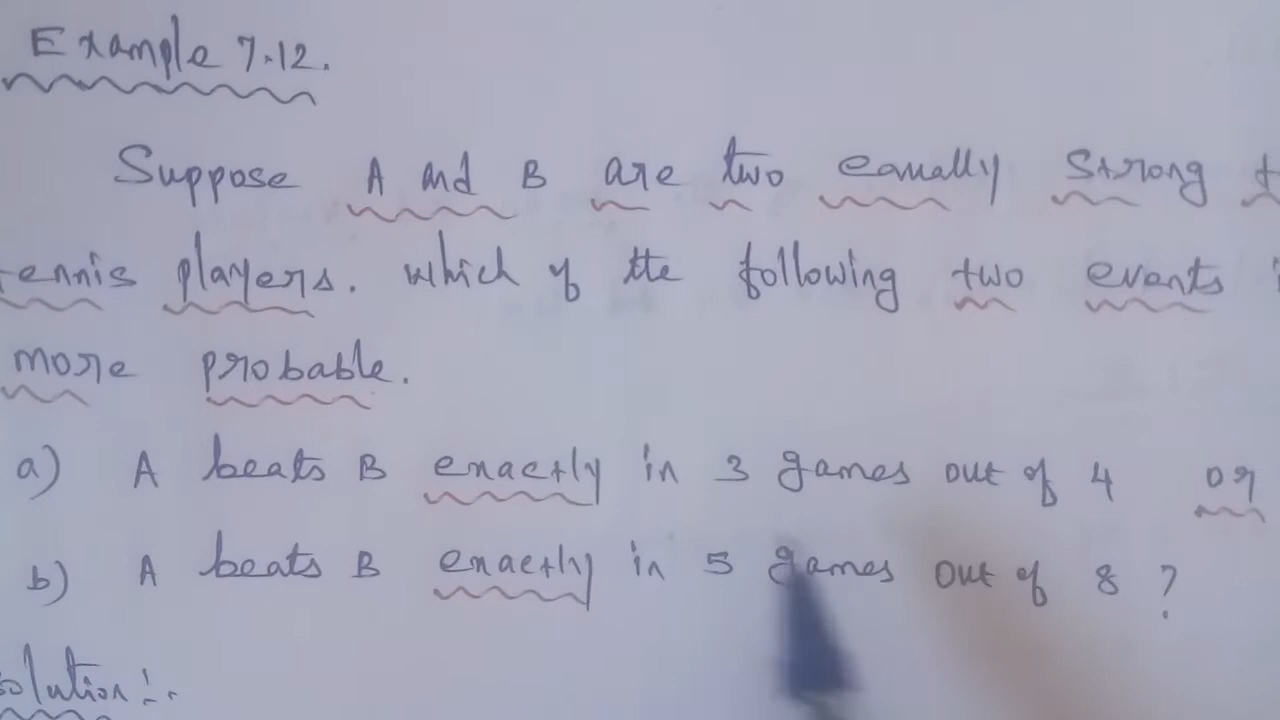 Example 7.12.
Suppose A and B are two equally strong t
ennis players. which of the following two events i
more probable.
a) A beats B exactly in 3 games out of 4 or
b) A beats B exactly in 5 games out of 8 ?
solution:-